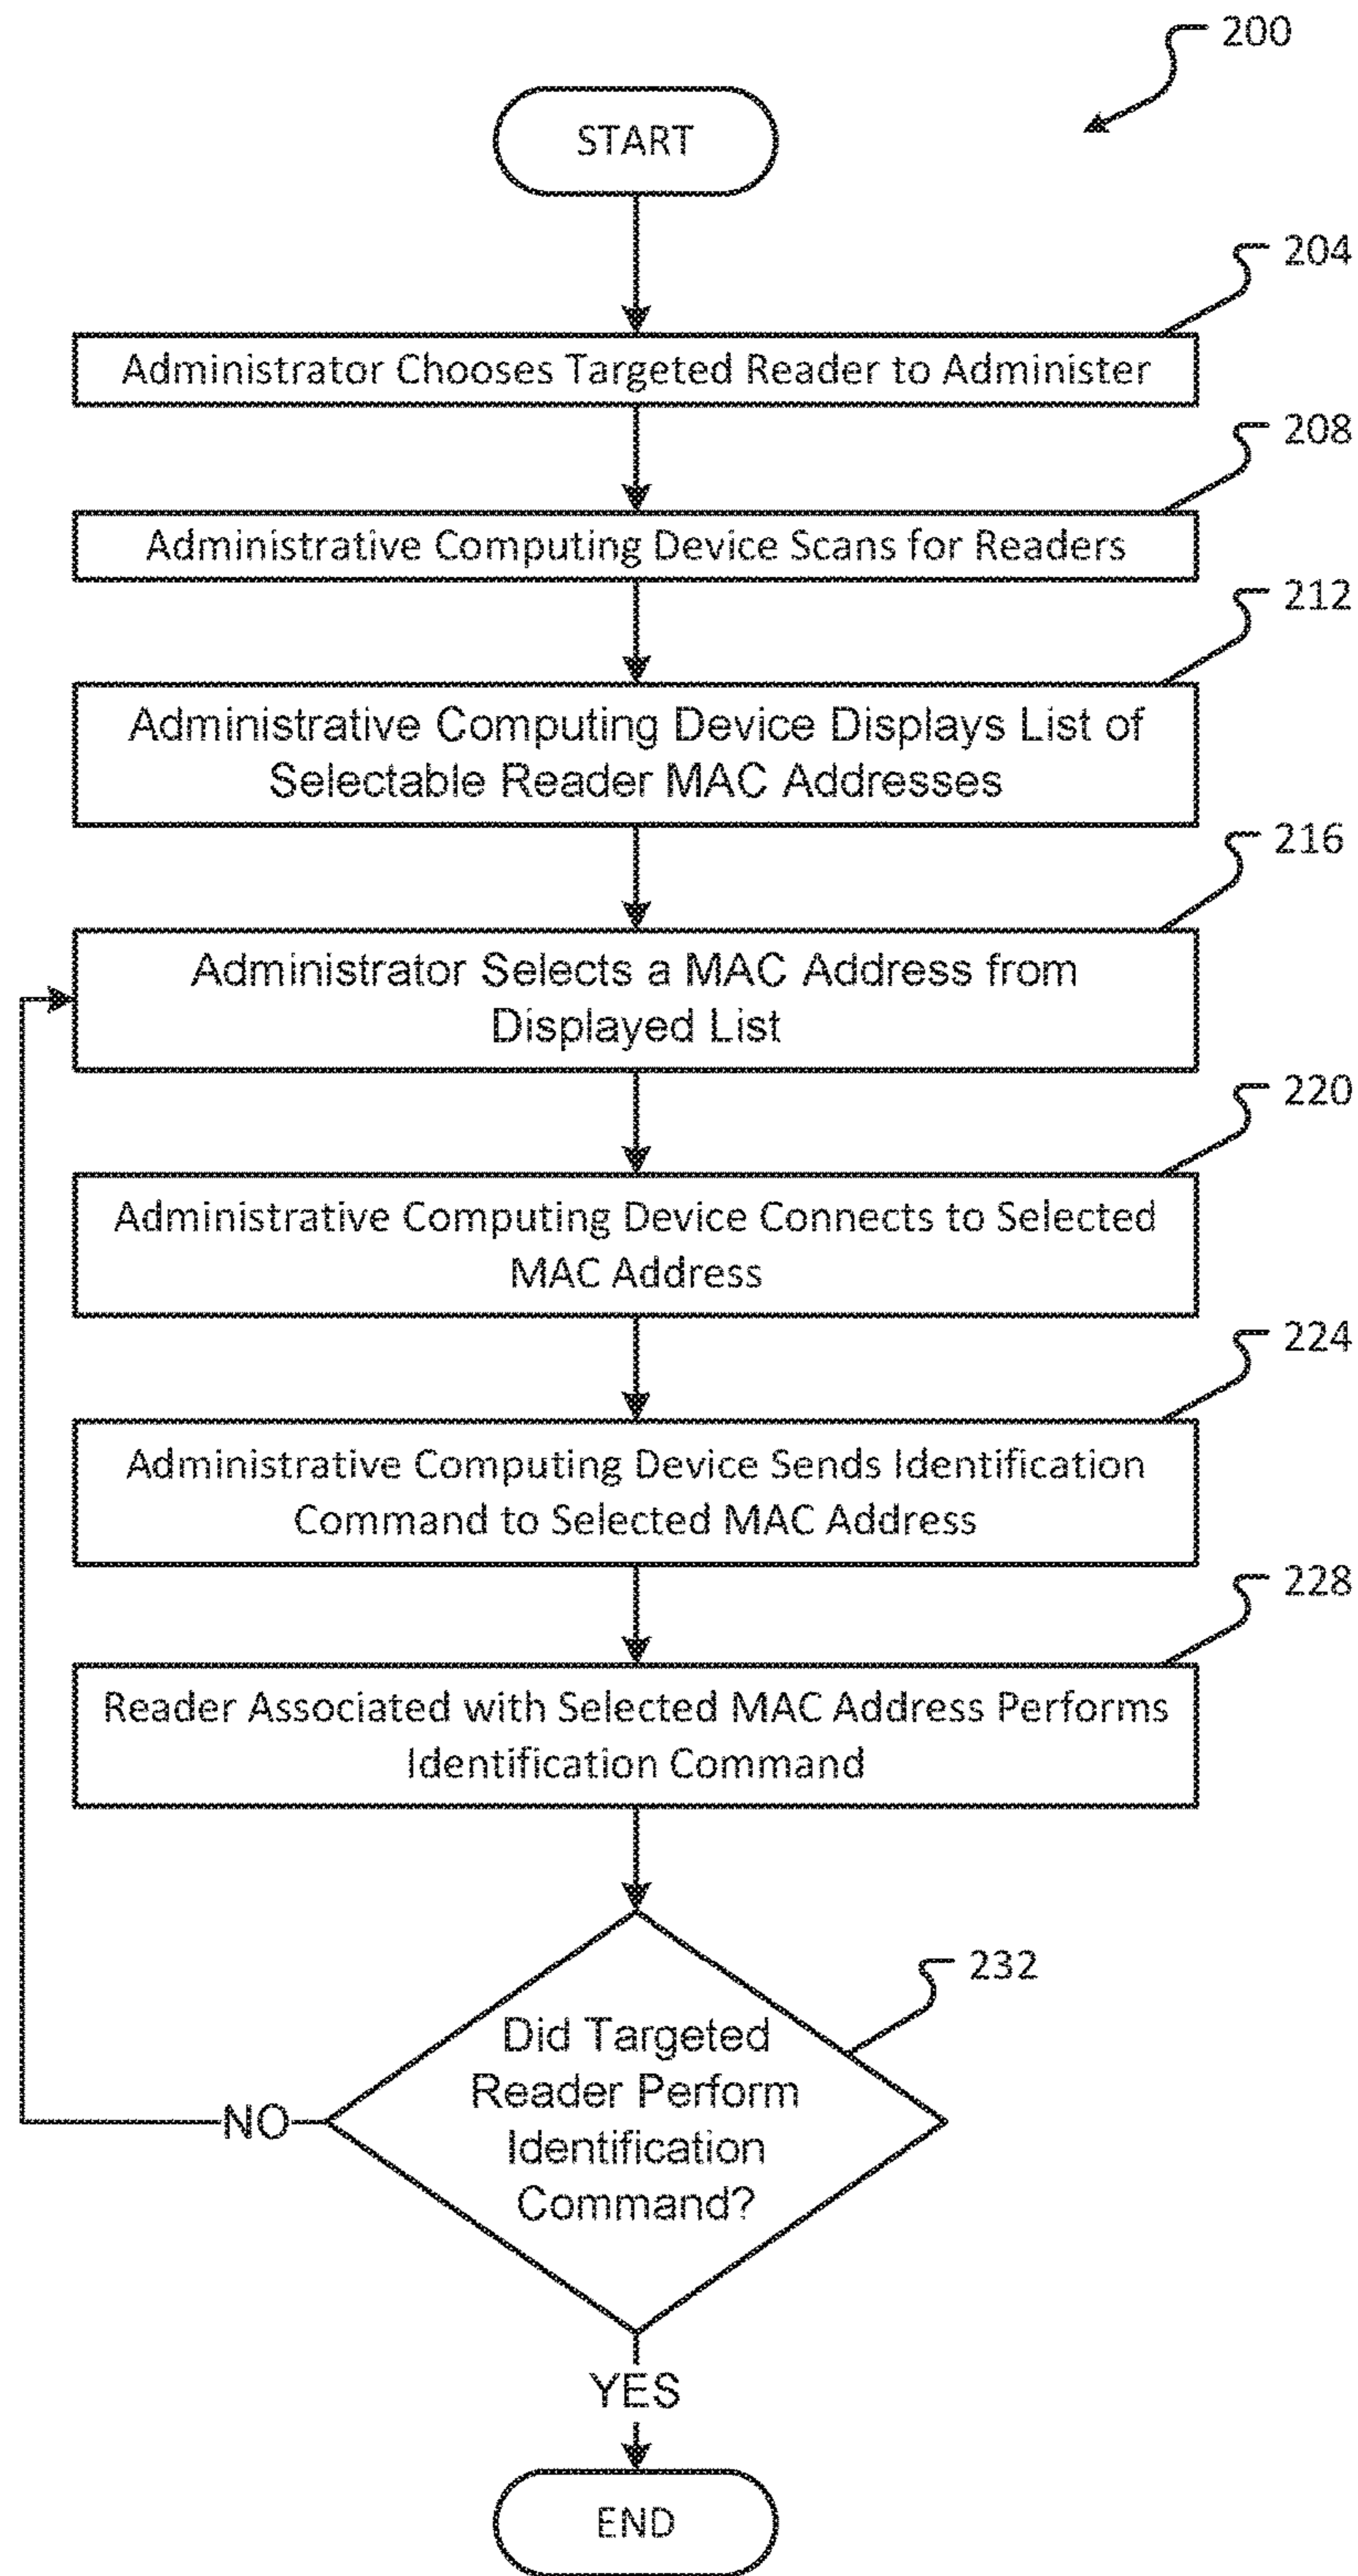 200
START
204
Administrator Chooses Targeted Reader to Administer
208
Administrative Computing Device Scans for Readers
212
Administrative Computing Device Displays List of
Selectable Reader MAC Addresses
216
Administrator Selects a MAC Address from
Displayed List
220
Administrative Computing Device Connects to Selected
MAC Address
224
Administrative Computing Device Sends Identification
Command to Selected MAC Address
228
Reader Associated with Selected MAC Address Performs
Identification Command
232
Did Targeted
Reader Perform
Identification
Command?
NO
YES
END